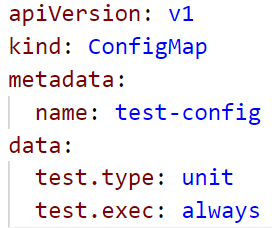 apiVersion: v1
kind: ConfigMap
metadata:
  name: test-config
data:
  test.type: unit
  test.exec: always